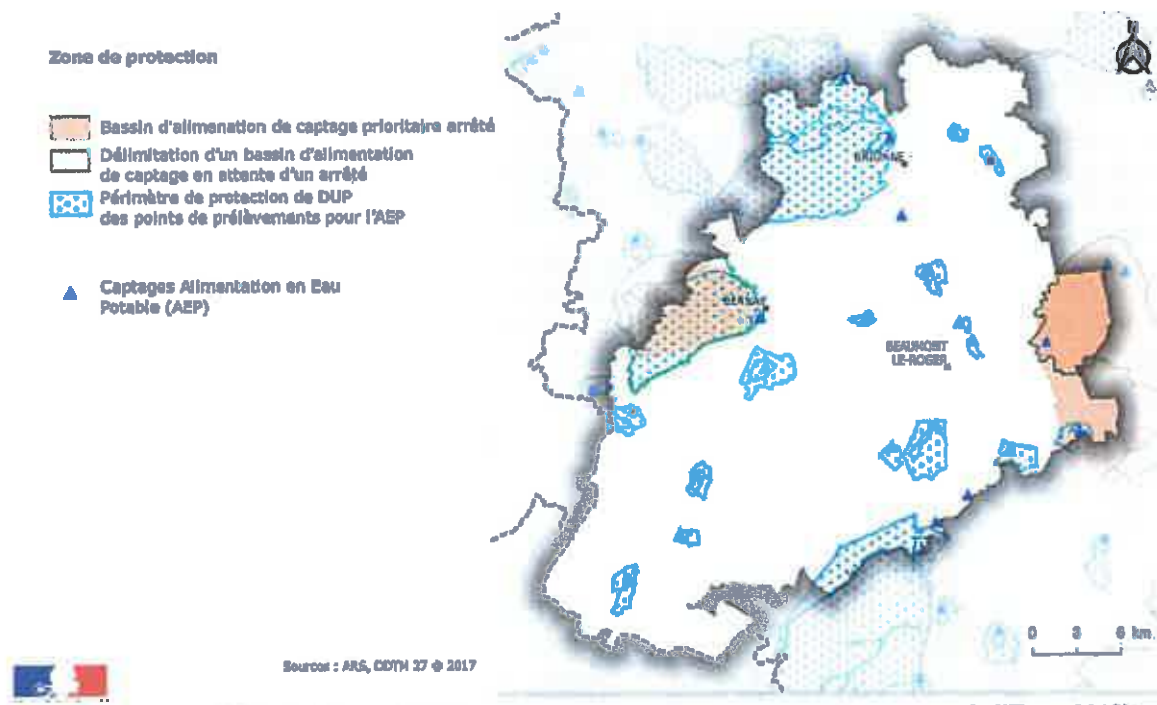 Zone de protection
Bassin d'alimenation de captage prioritaire arrêté
Délimitation d'un bassin d'alimentation
de captage en attente d'un arrêté
Périmètre de protection de DUP
des points de prélèvements pour l'AEP
Captages Alimentation en Eau
Potable (AEP)
BRIONNE
BERNAY
BEAUMONT
LE-ROGER
N
0 3 6 km
Sources : ARS, DDTM 27 © 2017